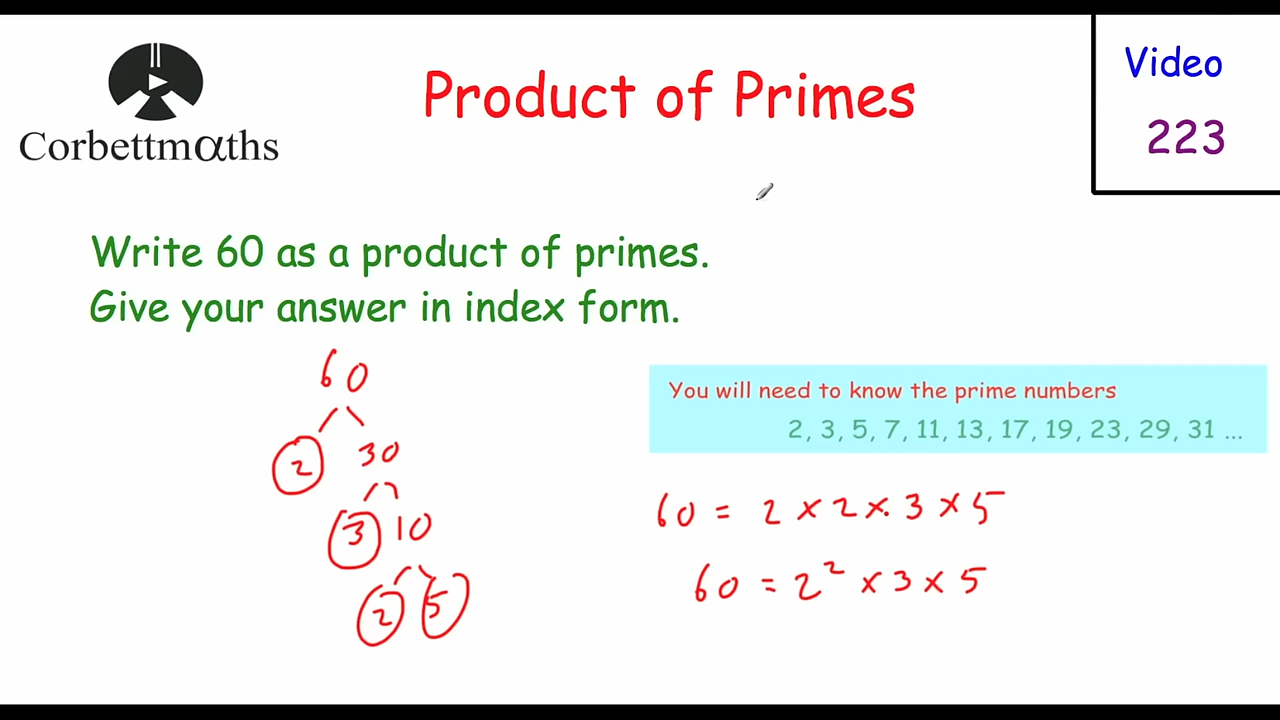 Corbettmαths
Product of Primes
Video
223
Write 60 as a product of primes.
Give your answer in index form.
60
2 30
3 10
2 5
You will need to know the prime numbers
2, 3, 5, 7, 11, 13, 17, 19, 23, 29, 31 ...
60 = 2 × 2 × 3 × 5
60 = 2² × 3 × 5